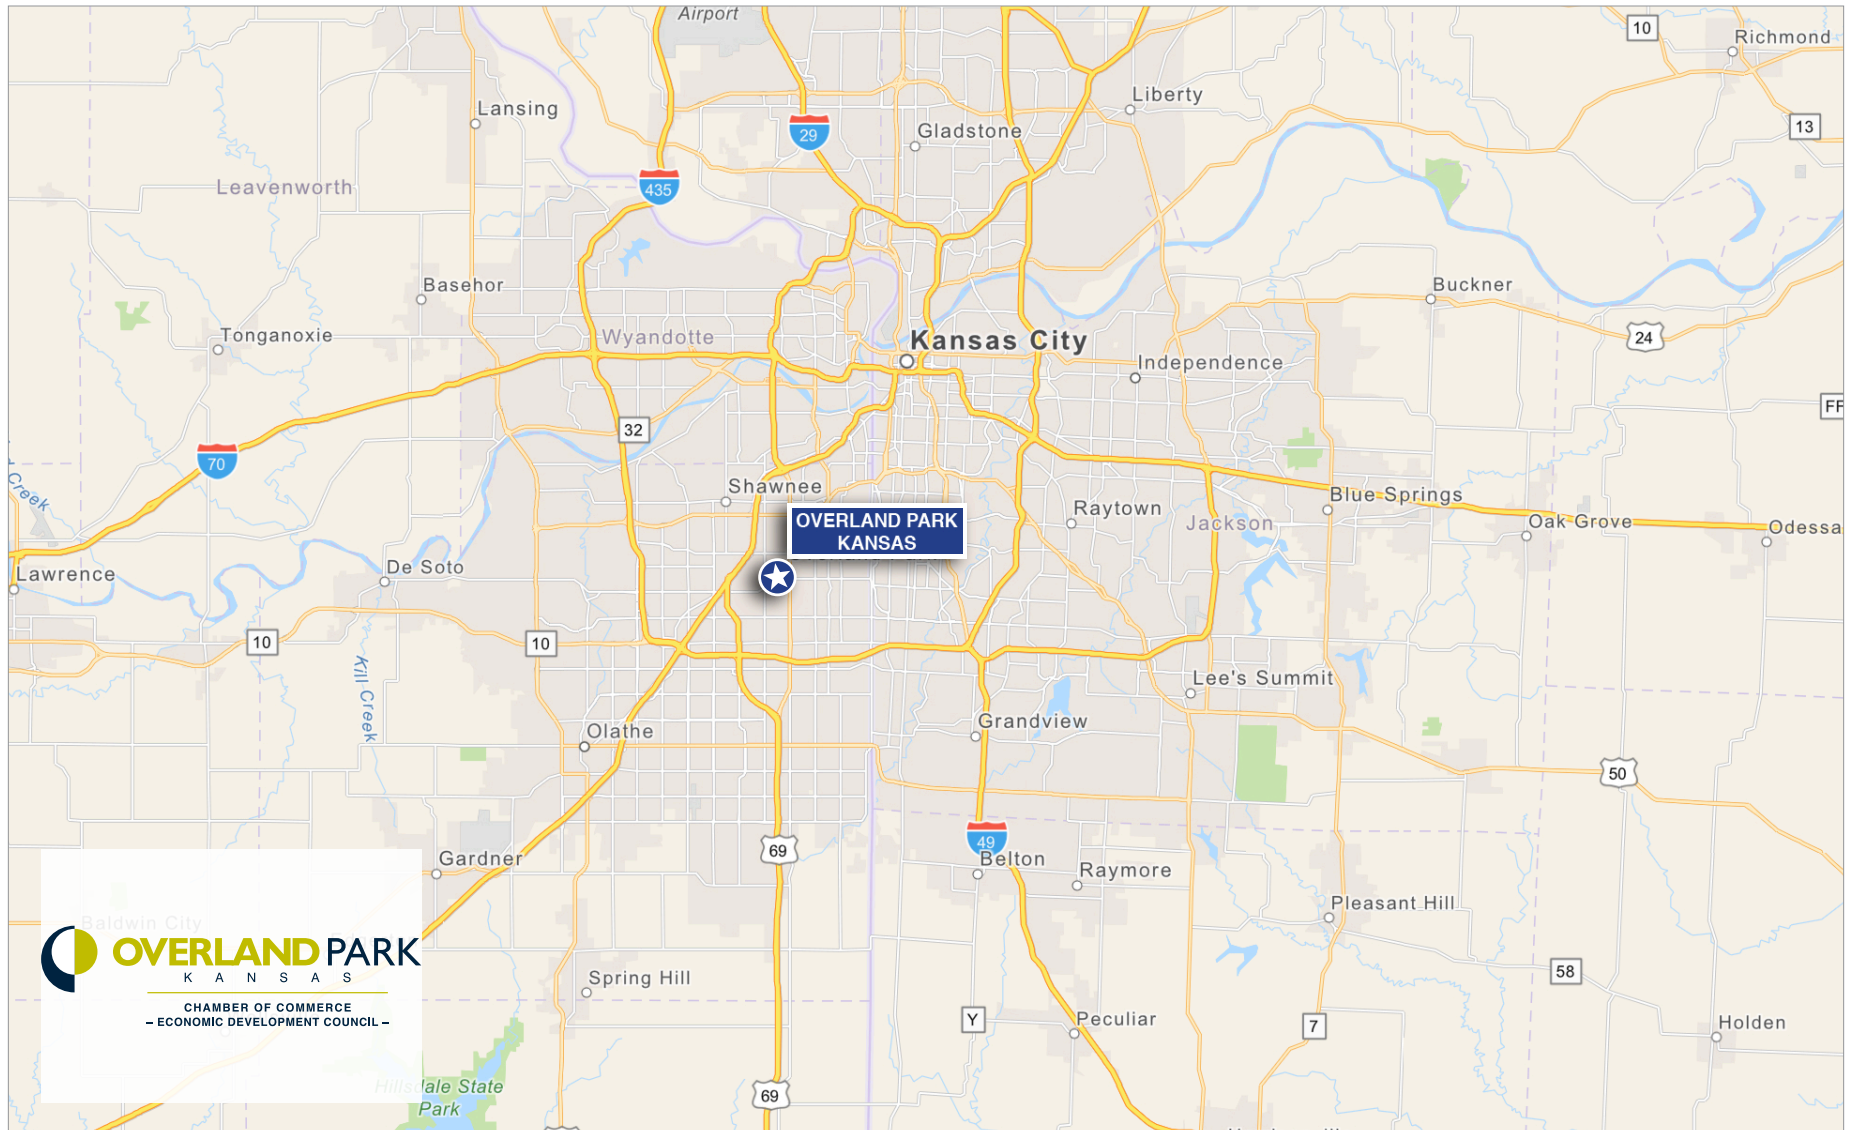 Airport
10
Richmond
Lansing
Liberty
29
Gladstone
13
435
Leavenworth
Basehor
Buckner
Tonganoxie
Wyandotte
Kansas City
24
Independence
FF
32
70
Creek
Shawnee
Blue Springs
Raytown
Jackson
Oak Grove
Odessa
OVERLAND PARK
KANSAS
Lawrence
De Soto
10
10
Kill Creek
Lee's Summit
Olathe
Grandview
50
69
49
Gardner
Belton
Raymore
Pleasant Hill
Baldwin City
OVERLAND PARK
KANSAS
CHAMBER OF COMMERCE
– ECONOMIC DEVELOPMENT COUNCIL –
Spring Hill
58
Y
Peculiar
7
Holden
Hillsdale State
Park
69